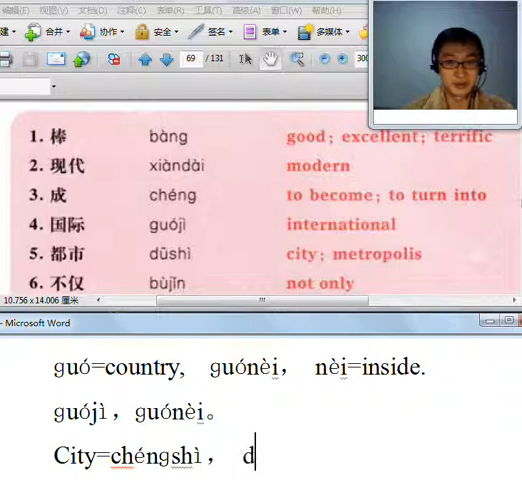 编辑(E) 视图(V) 文档(D) 注释(C) 表单(R) 工具(T) 高级(A) 窗口(W) 帮助(H)
建 合并 协作 安全 签名 表单 多媒体
69 / 131
1. 棒 bàng good; excellent; terrific
2. 现代 xiàndài modern
3. 成 chéng to become; to turn into
4. 国际 guójì international
5. 都市 dūshì city; metropolis
6. 不仅 bùjǐn not only
10.756 x 14.006 厘米
- Microsoft Word
guó=country, guónèi, nèi=inside.
guójì, guónèi。
City=chéngshì, d